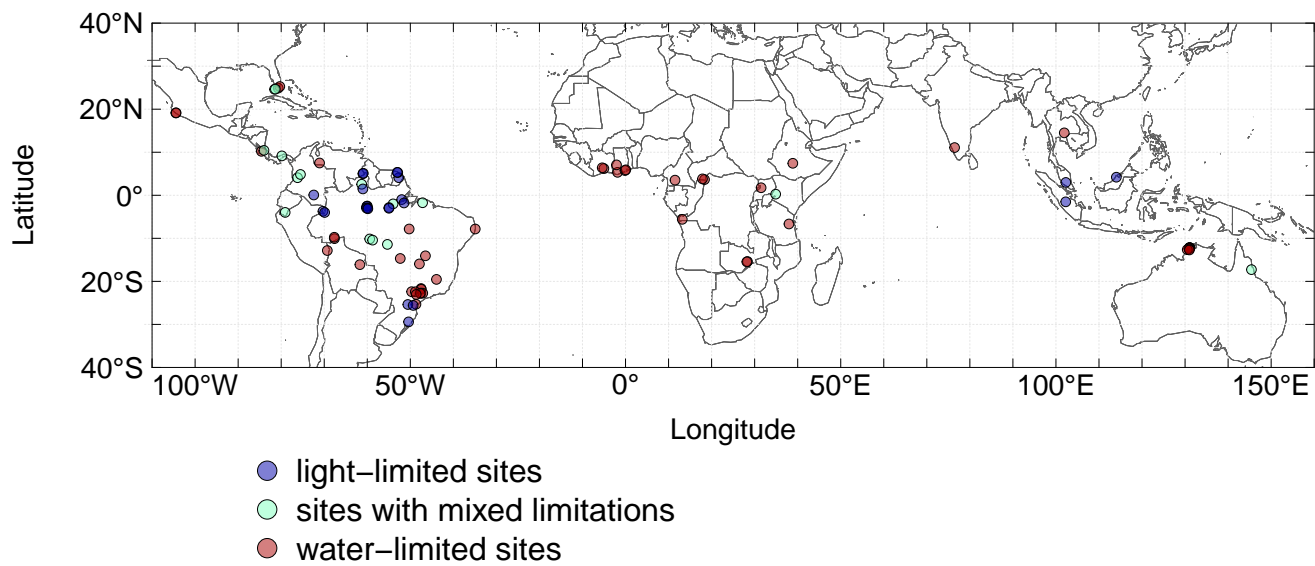 40°N
20°N
0°
20°S
40°S
Latitude
100°W 50°W 0° 50°E 100°E 150°E
Longitude
light−limited sites
sites with mixed limitations
water−limited sites